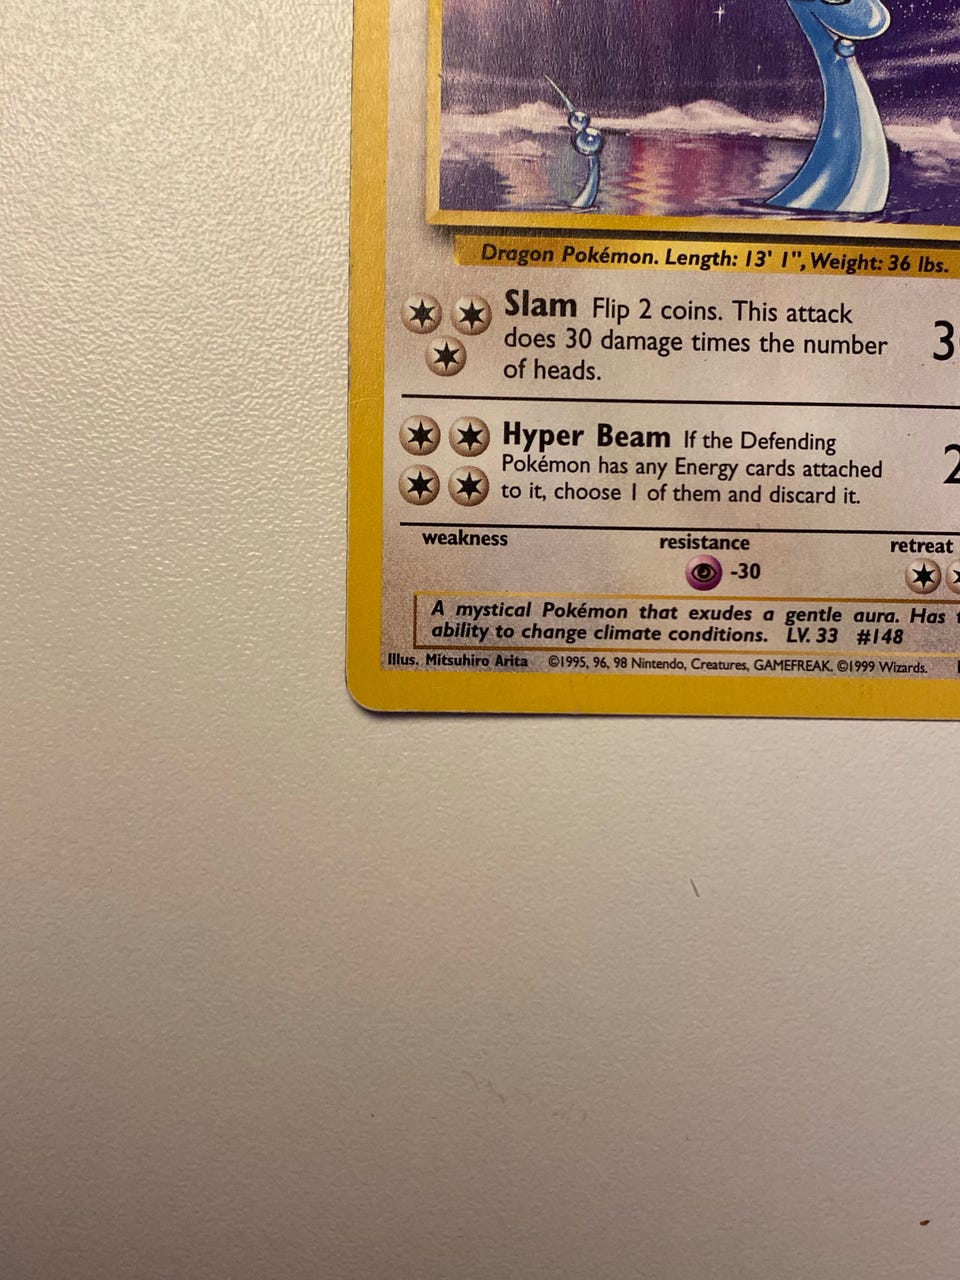 Dragon Pokémon. Length: 13' 1", Weight: 36 lbs.
Slam Flip 2 coins. This attack
does 30 damage times the number
of heads.
3
Hyper Beam If the Defending
Pokémon has any Energy cards attached
to it, choose 1 of them and discard it.
2
weakness resistance retreat
-30
A mystical Pokémon that exudes a gentle aura. Has
ability to change climate conditions. LV. 33 #148
Illus. Mitsuhiro Arita ©1995, 96, 98 Nintendo, Creatures, GAMEFREAK. ©1999 Wizards.